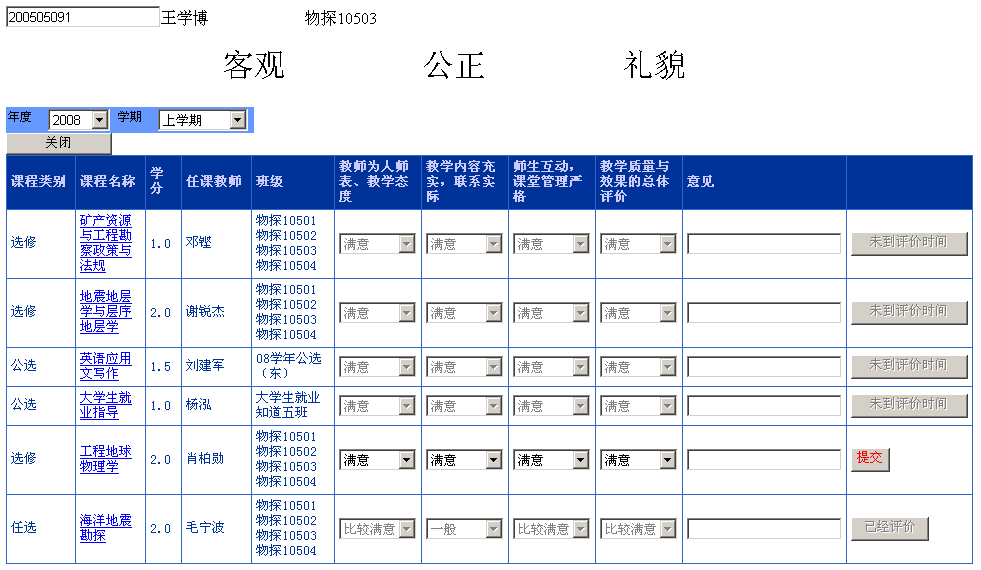 200505091 王学博 物探10503
客观 公正 礼貌
年度 2008 学期 上学期
关闭
课程类别 课程名称 学分 任课教师 班级 教师为人师表、教学态度 教学内容充实，联系实际 师生互动，课堂管理严格 教学质量与效果的总体评价 意见
选修 矿产资源与工程勘察政策与法规 1.0 邓铿 物探10501 物探10502 物探10503 物探10504 满意 满意 满意 满意 未到评价时间
选修 地震地层学与层序地层学 2.0 谢锐杰 物探10501 物探10502 物探10503 物探10504 满意 满意 满意 满意 未到评价时间
公选 英语应用文写作 1.5 刘建军 08学年公选（东） 满意 满意 满意 满意 未到评价时间
公选 大学生就业指导 1.0 杨泓 大学生就业知道五班 满意 满意 满意 满意 未到评价时间
选修 工程地球物理学 2.0 肖柏勋 物探10501 物探10502 物探10503 物探10504 满意 满意 满意 满意 提交
任选 海洋地震勘探 2.0 毛宁波 物探10501 物探10502 物探10503 物探10504 比较满意 一般 比较满意 比较满意 已经评价